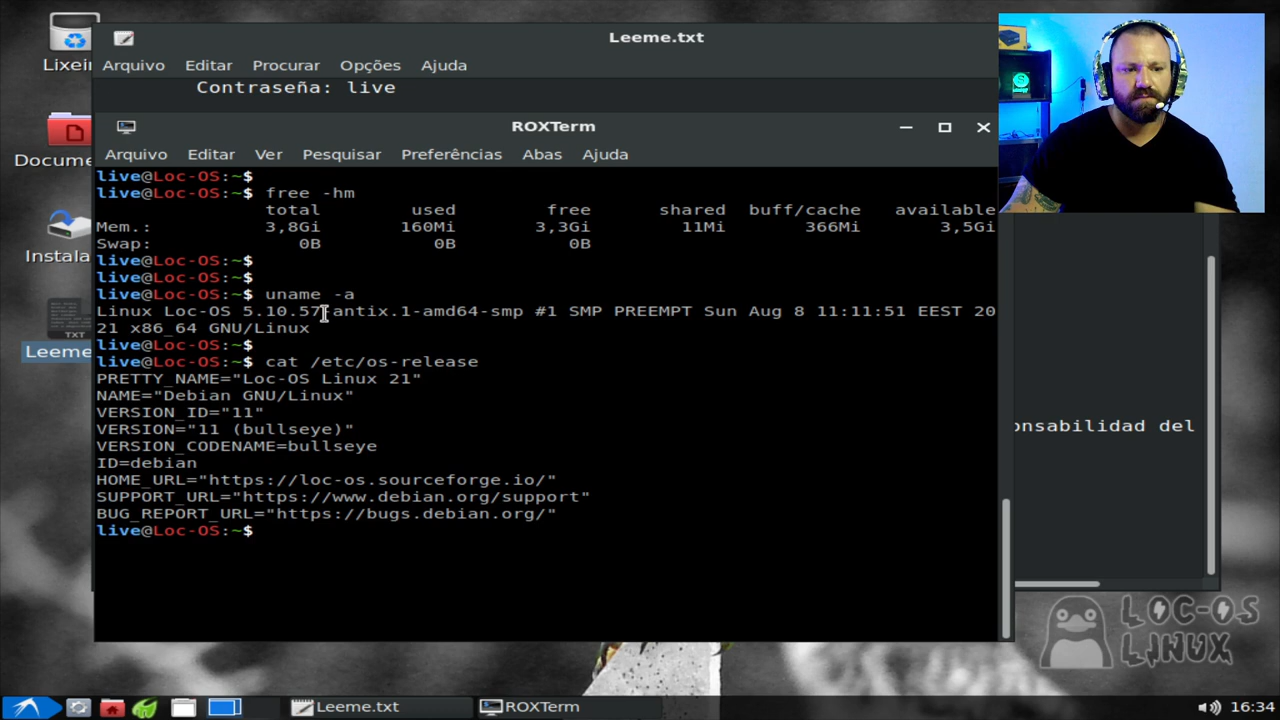 Lixei
Leeme.txt
Arquivo Editar Procurar Opções Ajuda
Contraseña: live
ROXTerm
Docume
Arquivo Editar Ver Pesquisar Preferências Abas Ajuda
live@Loc-OS:~$
live@Loc-OS:~$ free -hm
total used free shared buff/cache available
Mem.: 3,8Gi 160Mi 3,3Gi 11Mi 366Mi 3,5Gi
Swap: 0B 0B 0B
live@Loc-OS:~$
live@Loc-OS:~$
live@Loc-OS:~$ uname -a
Linux Loc-OS 5.10.57-antix.1-amd64-smp #1 SMP PREEMPT Sun Aug 8 11:11:51 EEST 20
21 x86_64 GNU/Linux
live@Loc-OS:~$
live@Loc-OS:~$ cat /etc/os-release
PRETTY_NAME="Loc-OS Linux 21"
NAME="Debian GNU/Linux"
VERSION_ID="11"
VERSION="11 (bullseye)"
VERSION_CODENAME=bullseye
ID=debian
HOME_URL="https://loc-os.sourceforge.io/"
SUPPORT_URL="https://www.debian.org/support"
BUG_REPORT_URL="https://bugs.debian.org/"
live@Loc-OS:~$
Instala
TXT
Leeme
onsabilidad del
LOC-OS
LINUX
Leeme.txt
ROXTerm
16:34